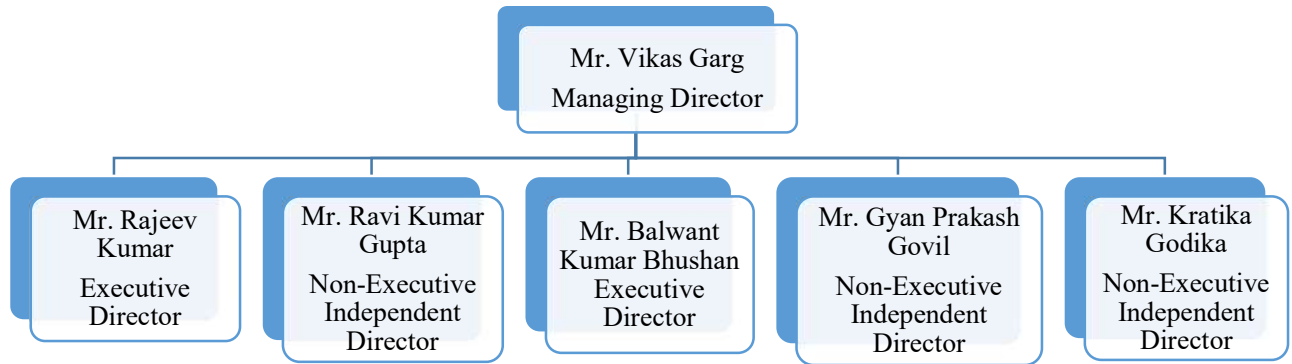 Mr. Vikas Garg
Managing Director
Mr. Rajeev
Kumar
Executive
Director
Mr. Ravi Kumar
Gupta
Non-Executive
Independent
Director
Mr. Balwant
Kumar Bhushan
Executive
Director
Mr. Gyan Prakash
Govil
Non-Executive
Independent
Director
Mr. Kratika
Godika
Non-Executive
Independent
Director